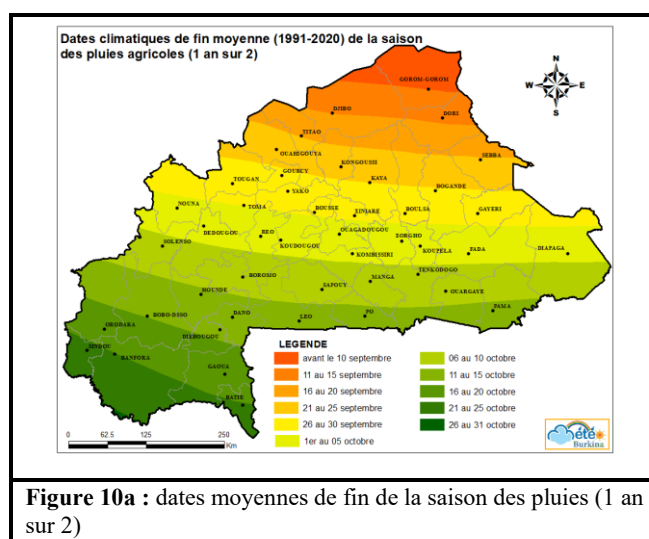 Dates climatiques de fin moyenne (1991-2020) de la saison
des pluies agricoles (1 an sur 2)
N
W E
S
GOROM-GOROM
DJIBO
DORI
TITAO
OUAHIGOUYA
KONGOUSSI
SEBBA
GOURCY
TOUGAN
KAYA
YAKO
BOGANDE
NOUNA
TOMA
BOUSSE
ZINIARE
BOULSA
GAYERI
DEDOUGOU
REO
OUAGADOUGOU
ZORGHO
SOLENSO
KOUDOUGOU
KOUPELA
FADA
DIAPAGA
KOMBISSIRI
TENKODOGO
BOROMO
MANGA
HOUNDE
SAPOUY
OUARGAYE
BOBO-DSSO
DANO
LEO
PO
PAMA
ORODARA
DIEBOUGOU
SINDOU
BANFORA
GAOUA
BATIE
LEGENDE
avant le 10 septembre
11 au 15 septembre
16 au 20 septembre
21 au 25 septembre
26 au 30 septembre
1er au 05 octobre
06 au 10 octobre
11 au 15 octobre
16 au 20 octobre
21 au 25 octobre
26 au 31 octobre
0 62.5 125 250
Km
météo
Burkina
Figure 10a : dates moyennes de fin de la saison des pluies (1 an
sur 2)